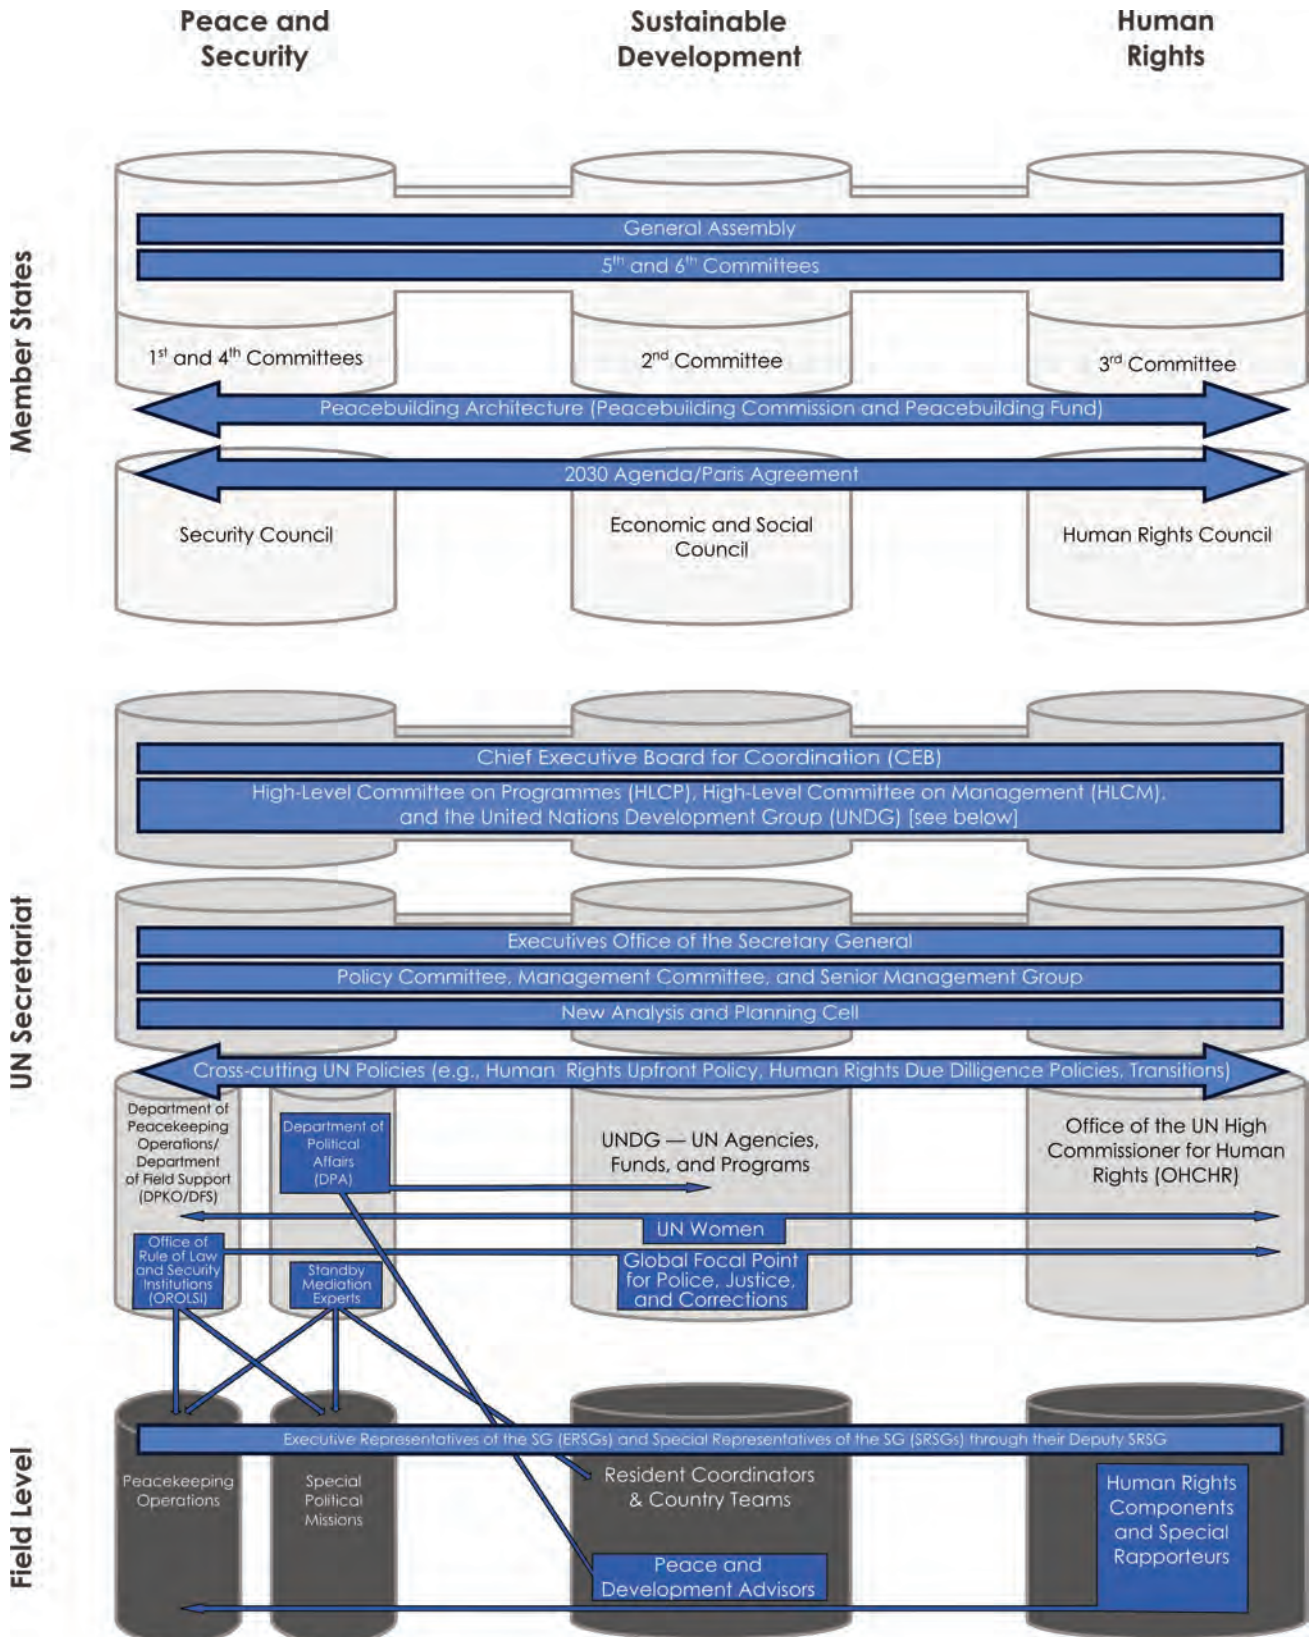 Peace and
Security
Sustainable
Development
Human
Rights
Member States
General Assembly
5th and 6th Committees
1st and 4th Committees
2nd Committee
3rd Committee
Peacebuilding Architecture (Peacebuilding Commission and Peacebuilding Fund)
2030 Agenda/Paris Agreement
Security Council
Economic and Social
Council
Human Rights Council
UN Secretariat
Chief Executive Board for Coordination (CEB)
High-Level Committee on Programmes (HLCP), High-Level Committee on Management (HLCM),
and the United Nations Development Group (UNDG) [see below]
Executives Office of the Secretary General
Policy Committee, Management Committee, and Senior Management Group
New Analysis and Planning Cell
Cross-cutting UN Policies (e.g., Human Rights Upfront Policy, Human Rights Due Dilligence Policies, Transitions)
Department of
Peacekeeping
Operations/
Department
of Field Support
(DPKO/DFS)
Department of
Political
Affairs
(DPA)
UNDG — UN Agencies,
Funds, and Programs
Office of the UN High
Commissioner for Human
Rights (OHCHR)
UN Women
Office of
Rule of Law
and Security
Institutions
(OROLSI)
Standby
Mediation
Experts
Global Focal Point
for Police, Justice,
and Corrections
Field Level
Executive Representatives of the SG (ERSGs) and Special Representatives of the SG (SRSGs) through their Deputy SRSG
Peacekeeping
Operations
Special
Political
Missions
Resident Coordinators
& Country Teams
Human Rights
Components
and Special
Rapporteurs
Peace and
Development Advisors